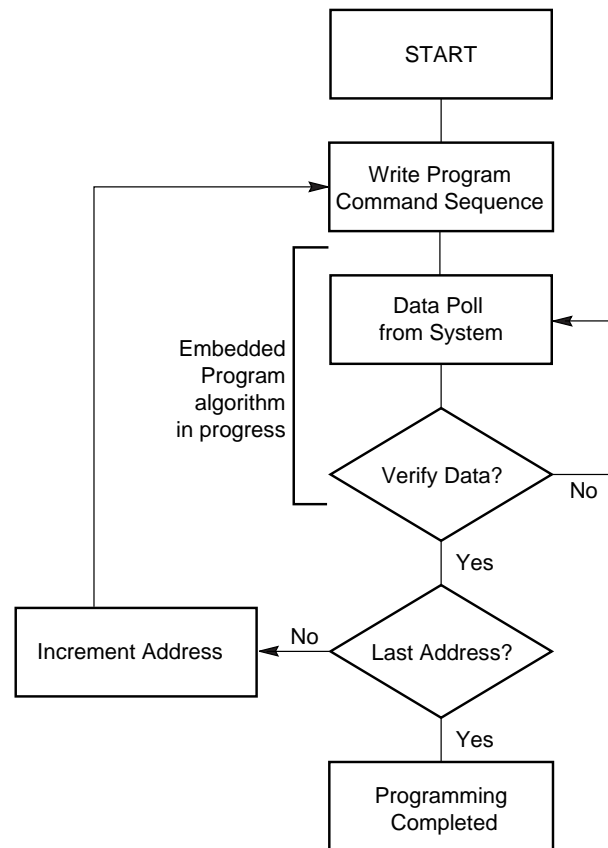 START
Write Program
Command Sequence
Data Poll
from System
Embedded
Program
algorithm
in progress
Verify Data?
No
Yes
No
Increment Address
Last Address?
Yes
Programming
Completed